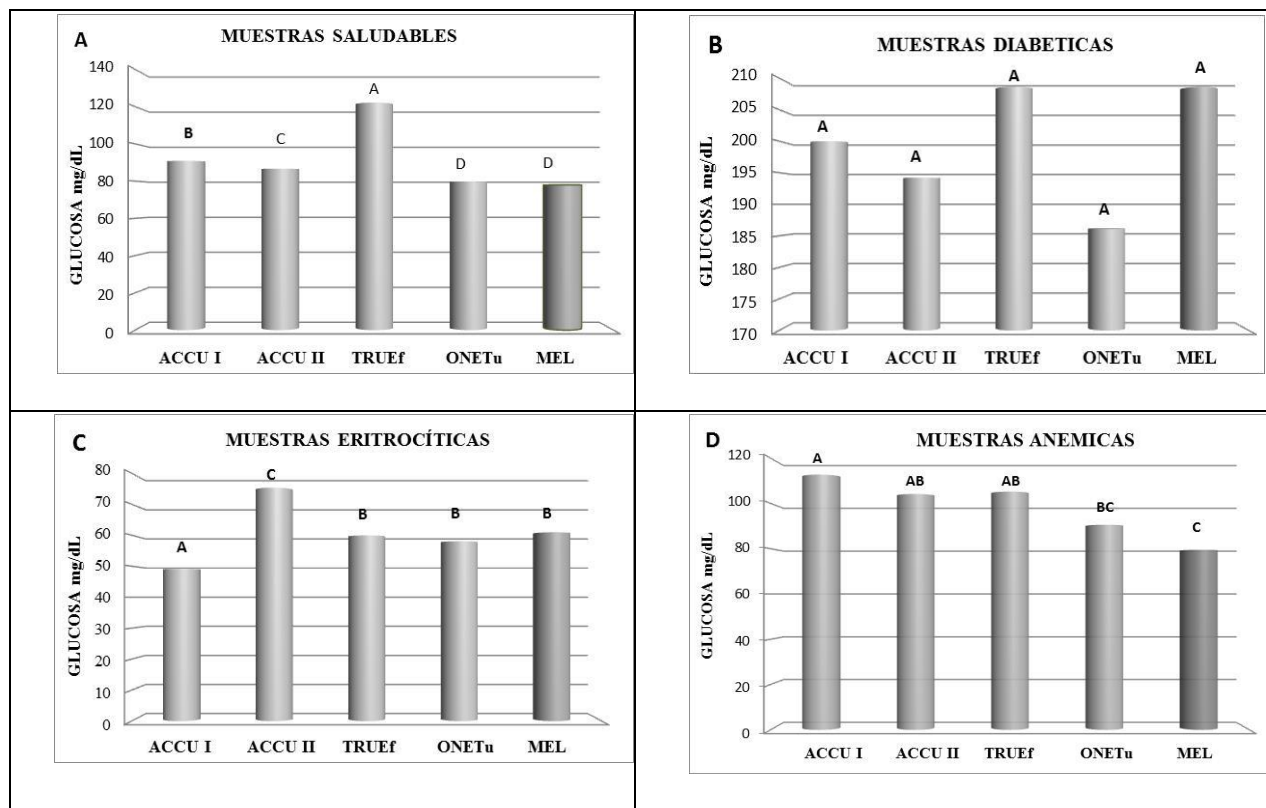 A
MUESTRAS SALUDABLES
GLUCOSA mg/dL
140
120
100
80
60
40
20
0
B
C
A
D
D
ACCU I ACCU II TRUEf ONETu MEL
B
MUESTRAS DIABETICAS
GLUCOSA mg/dL
210
205
200
195
190
185
180
175
170
A
A
A
A
A
ACCU I ACCU II TRUEf ONETu MEL
C
MUESTRAS ERITROCÍTICAS
GLUCOSA mg/dL
80
70
60
50
40
30
20
10
0
A
C
B
B
B
ACCU I ACCU II TRUEf ONETu MEL
D
MUESTRAS ANEMICAS
GLUCOSA mg/dL
120
100
80
60
40
20
0
A
AB
AB
BC
C
ACCU I ACCU II TRUEf ONETu MEL